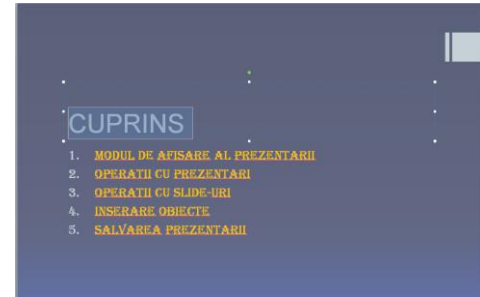 CUPRINS
1. MODUL DE AFISARE AL PREZENTARII
2. OPERATII CU PREZENTARI
3. OPERATII CU SLIDE-URI
4. INSERARE OBIECTE
5. SALVAREA PREZENTARII